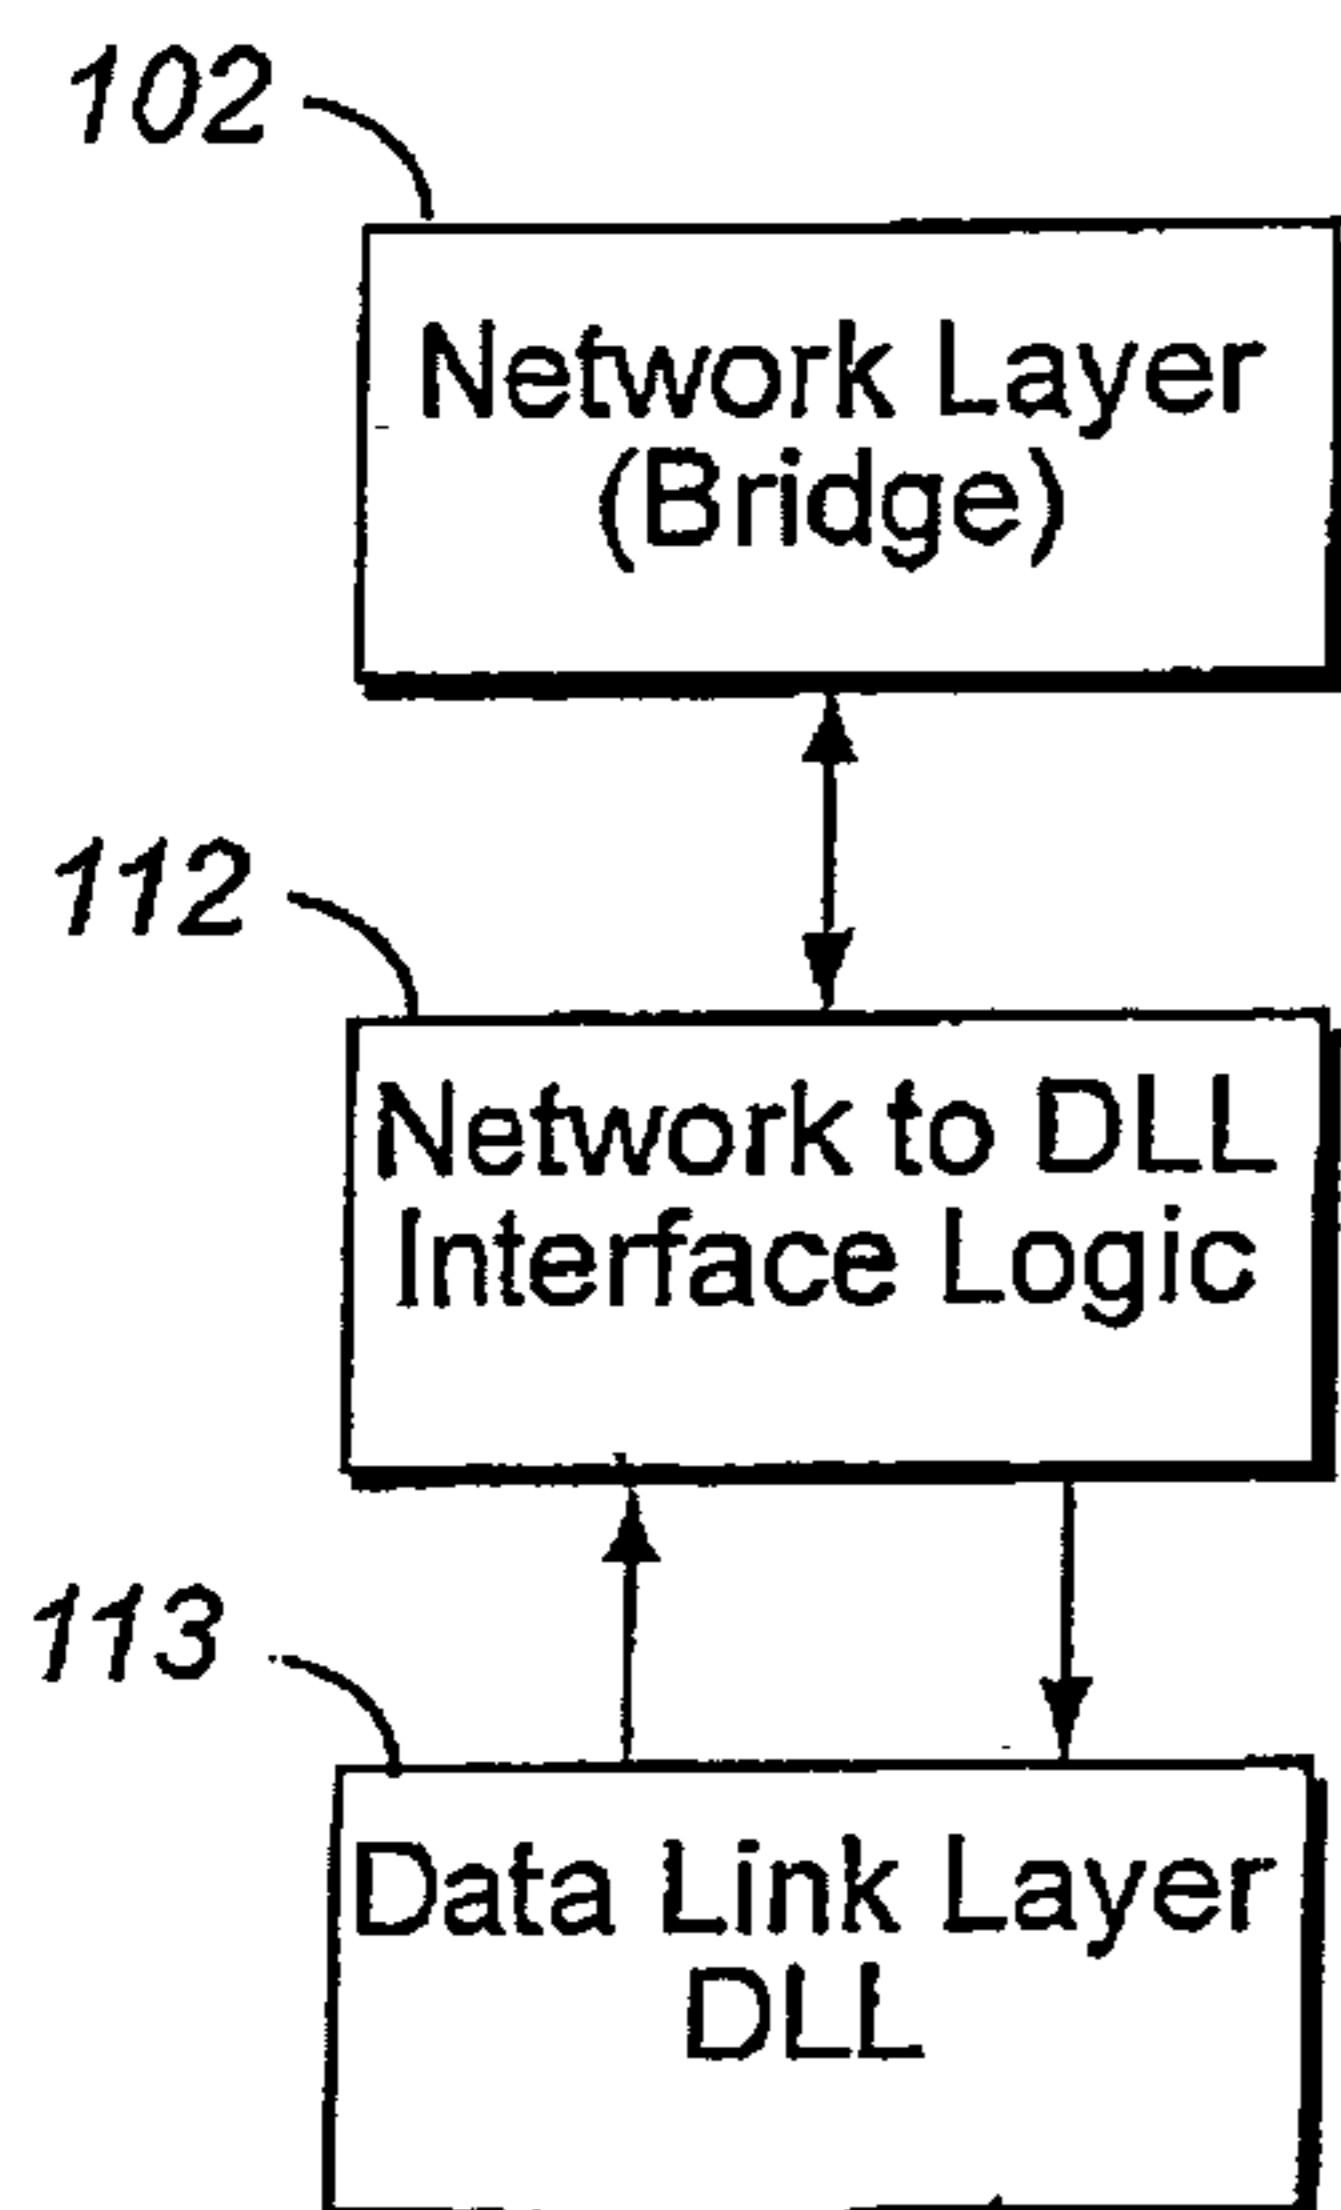 102
Network Layer
(Bridge)
112
Network to DLL
Interface Logic
113
Data Link Layer
DLL